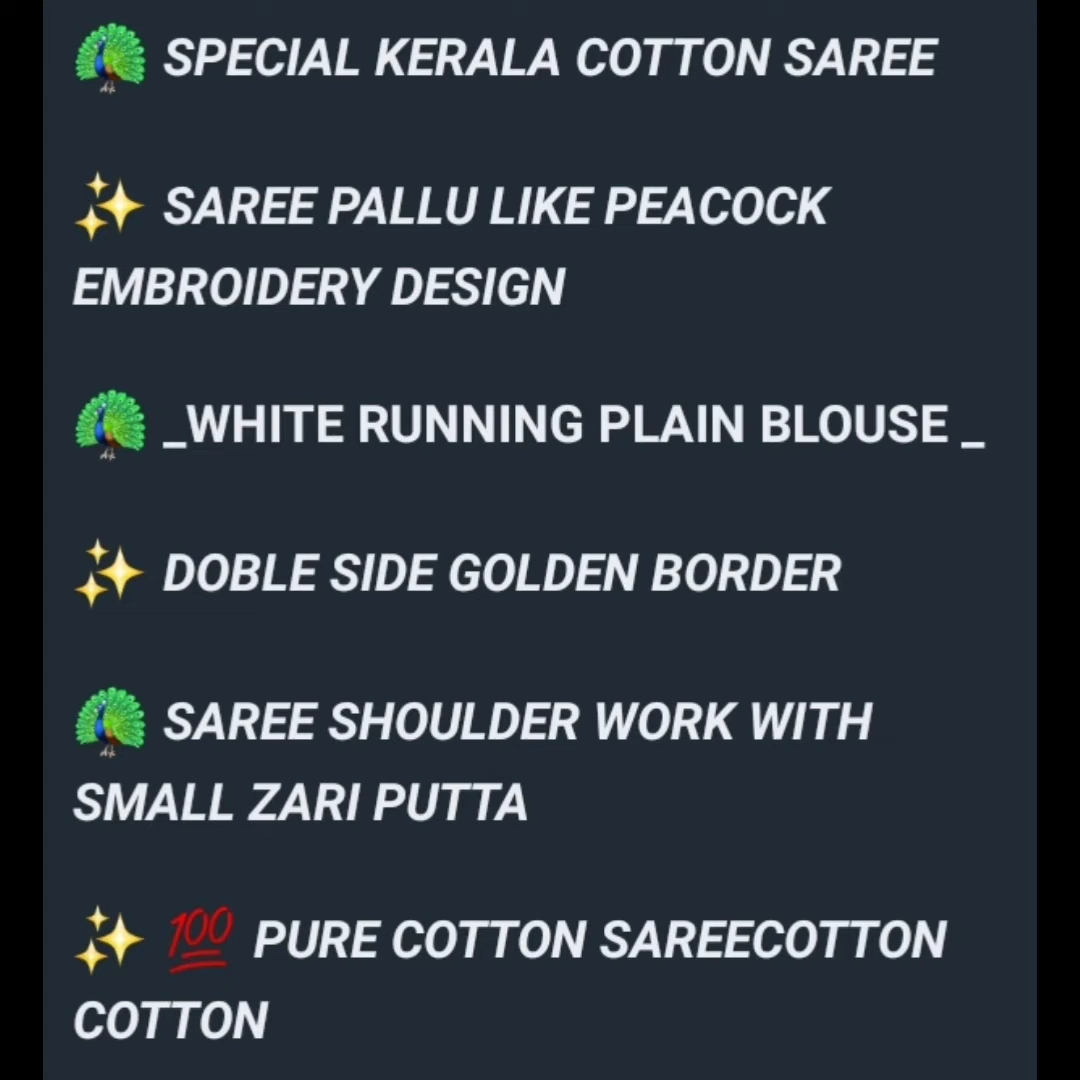 🦚 SPECIAL KERALA COTTON SAREE
✨ SAREE PALLU LIKE PEACOCK
EMBROIDERY DESIGN
🦚 _WHITE RUNNING PLAIN BLOUSE _
✨ DOBLE SIDE GOLDEN BORDER
🦚 SAREE SHOULDER WORK WITH
SMALL ZARI PUTTA
✨ 💯 PURE COTTON SAREECOTTON
COTTON